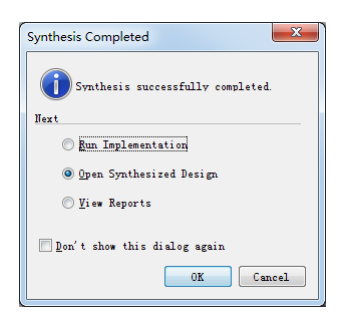 Synthesis Completed
Synthesis successfully completed.
Next
Run Implementation
Open Synthesized Design
View Reports
Don't show this dialog again
OK Cancel